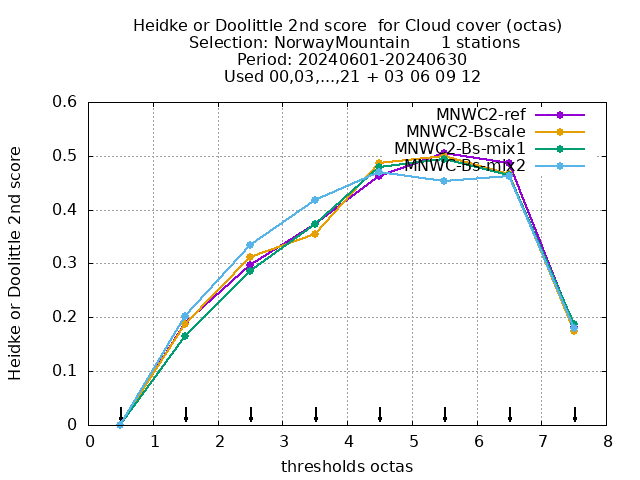 Heidke or Doolittle 2nd score  for Cloud cover (octas)
Selection: NorwayMountain      1 stations
Period: 20240601-20240630
Used 00,03,...,21 + 03 06 09 12
Heidke or Doolittle 2nd score
0.6
0.5
0.4
0.3
0.2
0.1
0
MNWC2-ref
MNWC2-Bscale
MNWC2-Bs-mix1
MNWC-Bs-mix2
0 1 2 3 4 5 6 7 8
thresholds octas